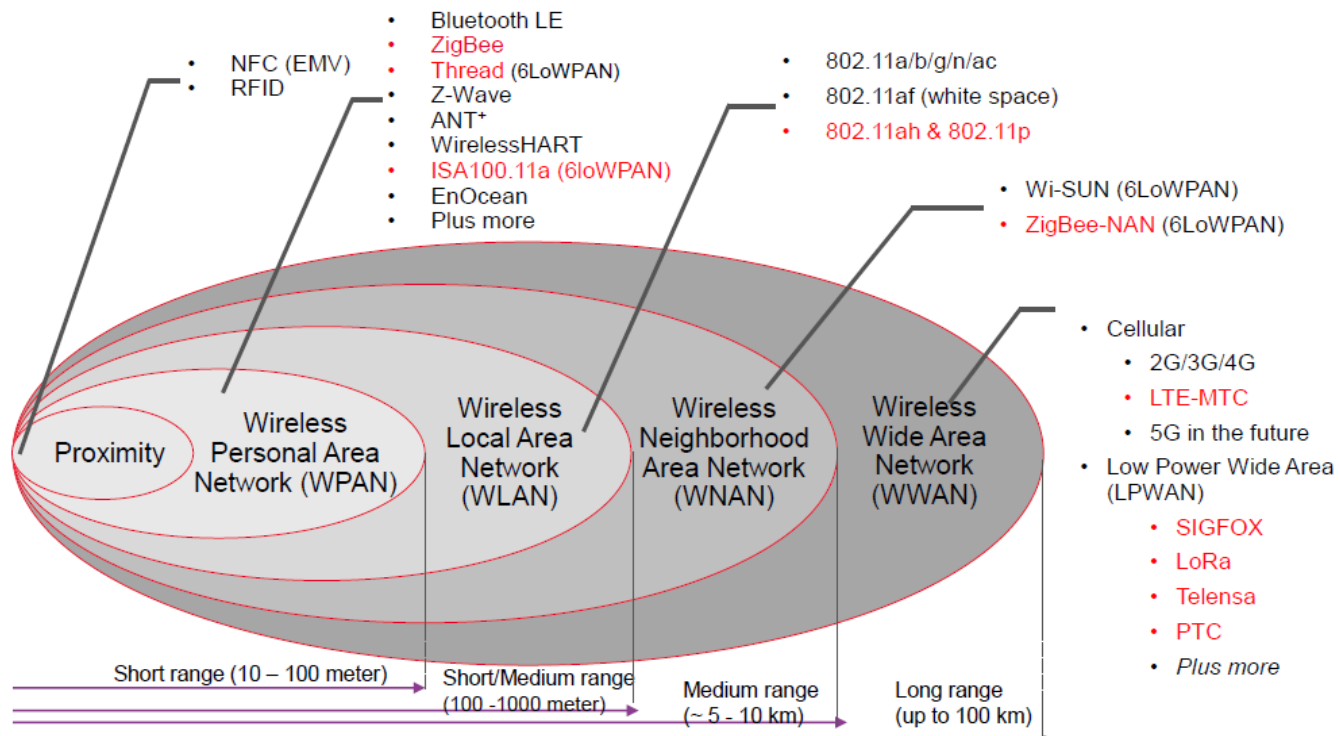 • NFC (EMV)
• RFID
• Bluetooth LE
• ZigBee
• Thread (6LoWPAN)
• Z-Wave
• ANT⁺
• WirelessHART
• ISA100.11a (6loWPAN)
• EnOcean
• Plus more
• 802.11a/b/g/n/ac
• 802.11af (white space)
• 802.11ah & 802.11p
• Wi-SUN (6LoWPAN)
• ZigBee-NAN (6LoWPAN)
• Cellular
• 2G/3G/4G
• LTE-MTC
• 5G in the future
• Low Power Wide Area
(LPWAN)
• SIGFOX
• LoRa
• Telensa
• PTC
• Plus more
Proximity
Wireless
Personal Area
Network (WPAN)
Wireless
Local Area
Network
(WLAN)
Wireless
Neighborhood
Area Network
(WNAN)
Wireless
Wide Area
Network
(WWAN)
Short range (10 – 100 meter)
Short/Medium range
(100 -1000 meter)
Medium range
(~ 5 - 10 km)
Long range
(up to 100 km)